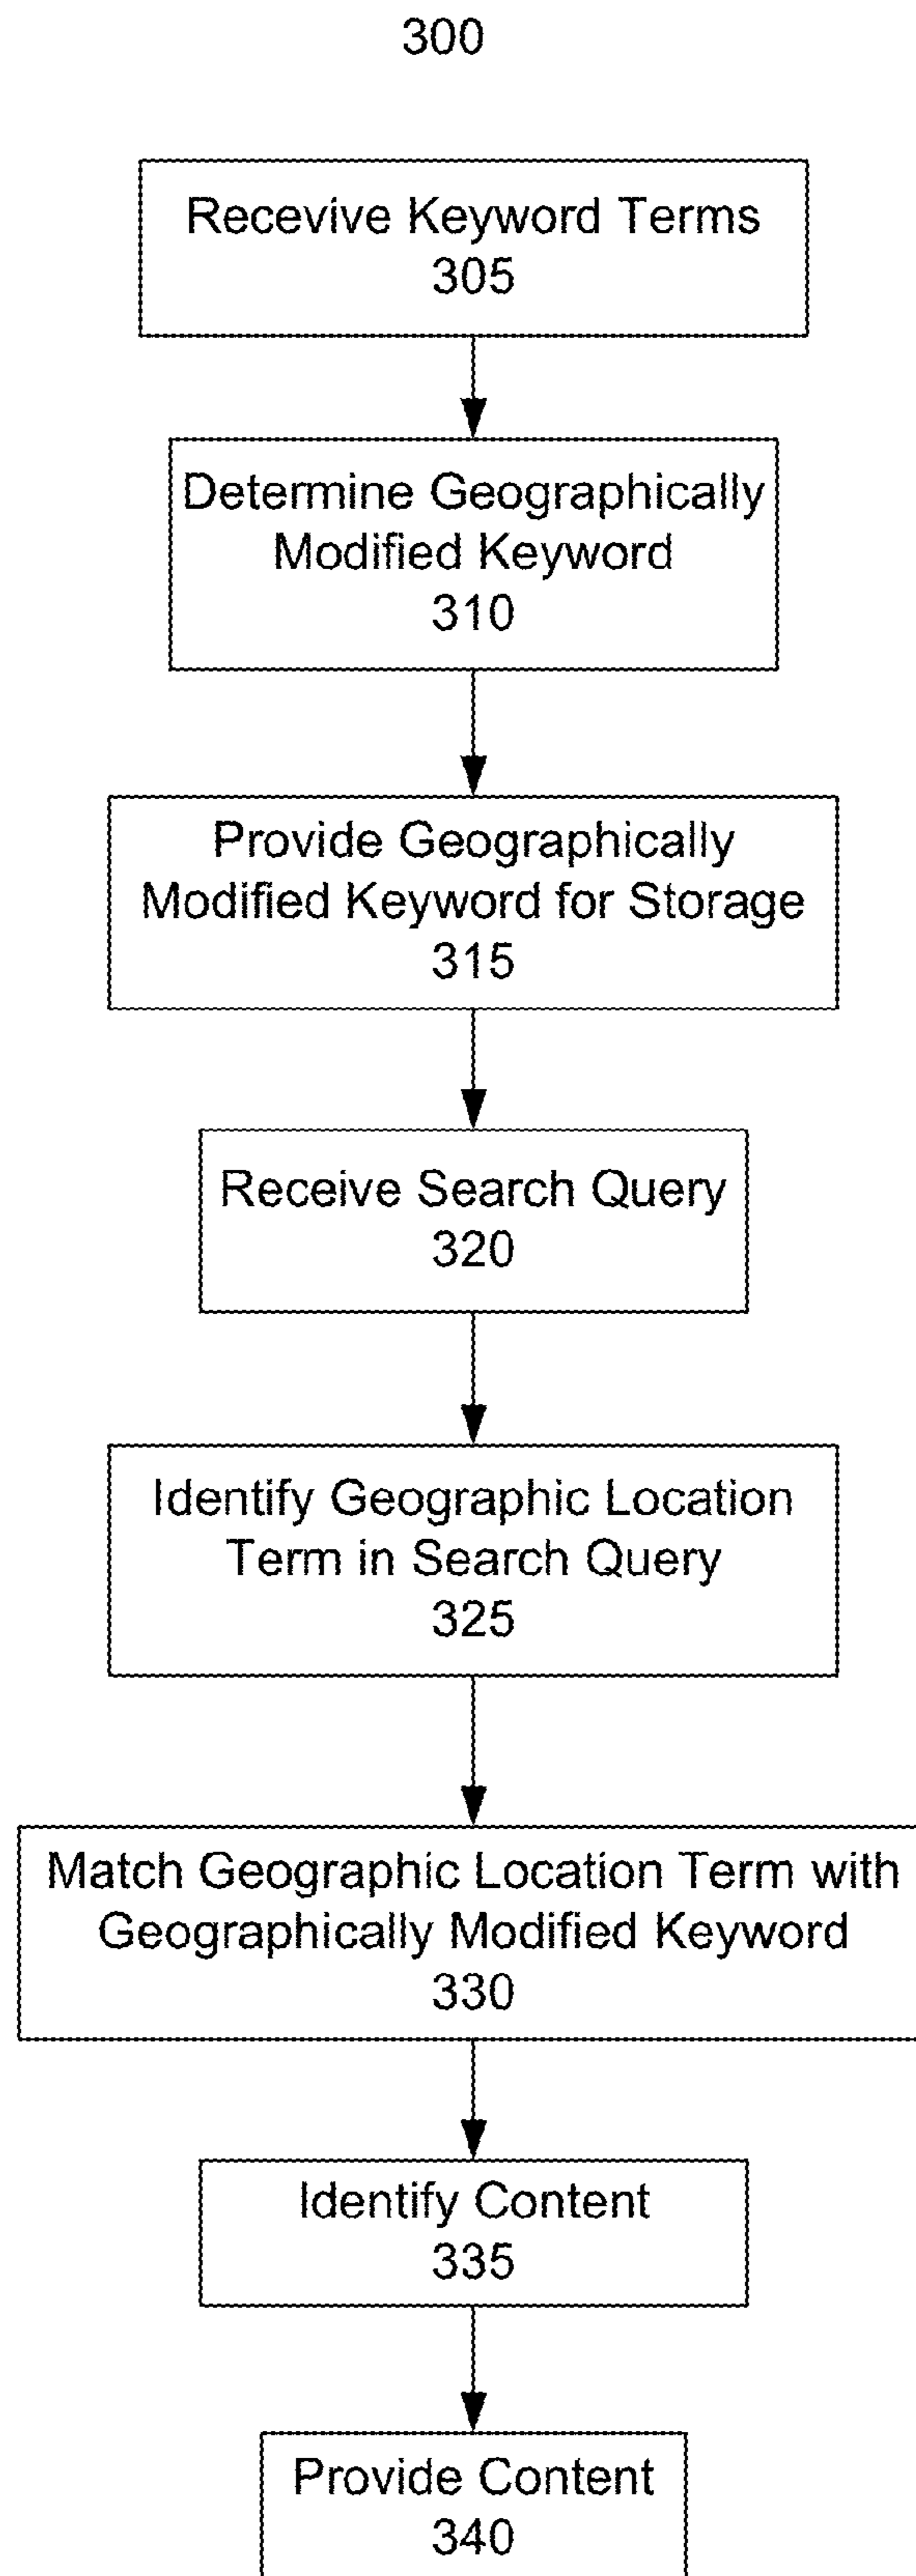 300
Recevive Keyword Terms
305
Determine Geographically
Modified Keyword
310
Provide Geographically
Modified Keyword for Storage
315
Receive Search Query
320
Identify Geographic Location
Term in Search Query
325
Match Geographic Location Term with
Geographically Modified Keyword
330
Identify Content
335
Provide Content
340